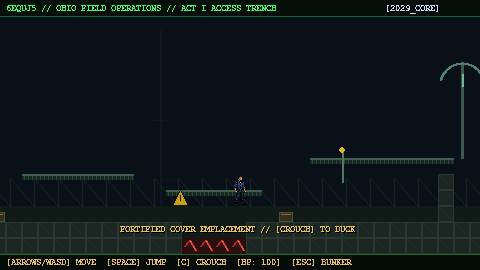 6EQUJ5 // OHIO FIELD OPERATIONS // ACT I ACCESS TRENCH
[2029_CORE]
FORTIFIED COVER EMPLACEMENT // [CROUCH] TO DUCK
[ARROWS/WASD] MOVE [SPACE] JUMP [C] CROUCH [HP: 100] [ESC] BUNKER